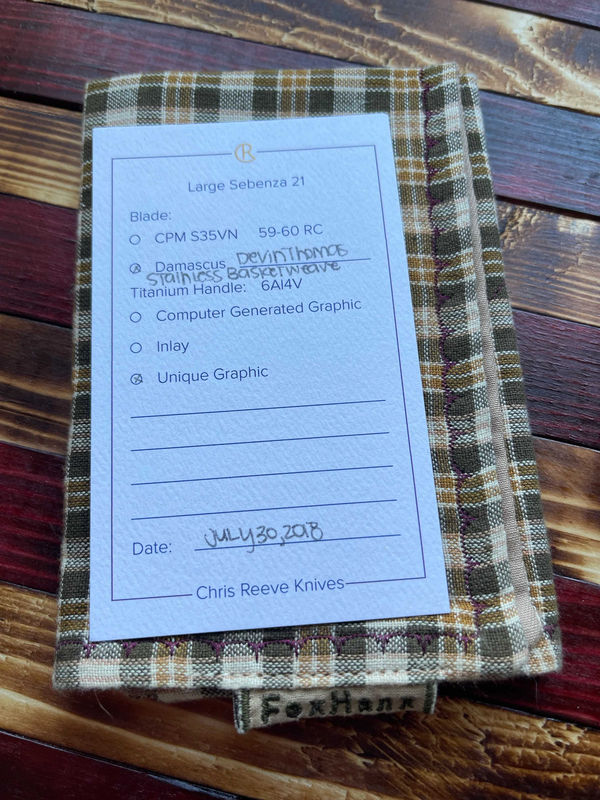 CR
Large Sebenza 21
Blade:
CPM S35VN 59-60 RC
Damascus DEVIN THOMAS
STAINLESS BASKETWEAVE
Titanium Handle: 6Al4V
Computer Generated Graphic
Inlay
Unique Graphic
Date: JULY 30, 2018
Chris Reeve Knives
FoxHann